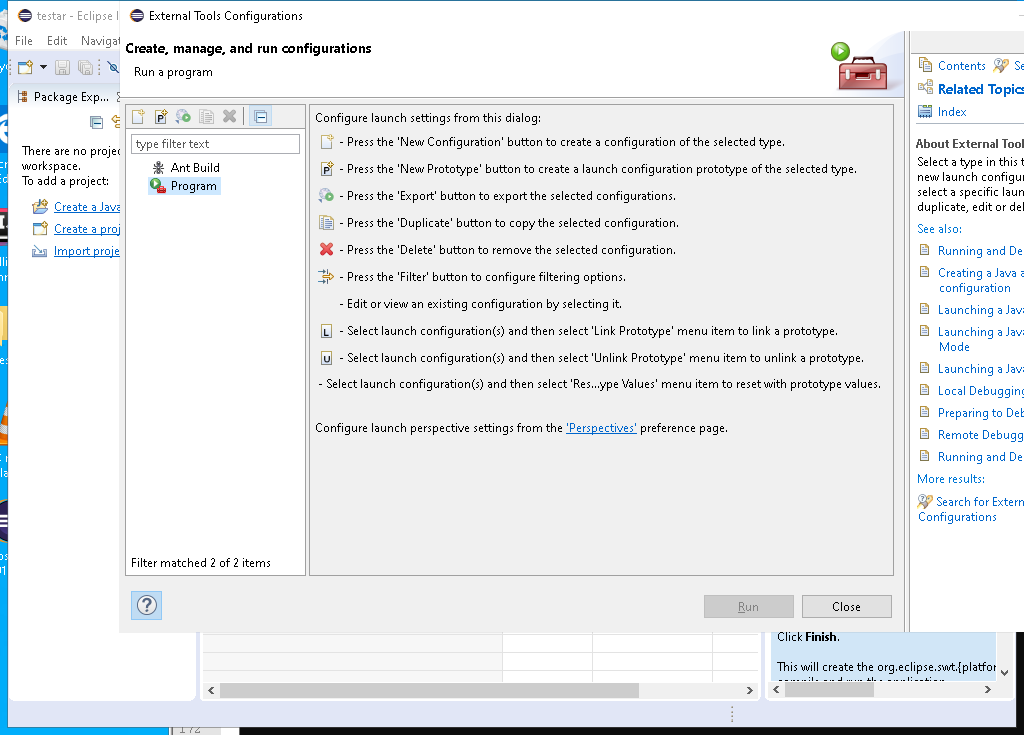 testar - Eclipse I
External Tools Configurations
File Edit Navigat
Create, manage, and run configurations
Run a program
Package Exp...
There are no projec
workspace.
To add a project:
Create a Java
Create a proj
Import proje
type filter text
Ant Build
Program
Filter matched 2 of 2 items
Configure launch settings from this dialog:
- Press the 'New Configuration' button to create a configuration of the selected type.
- Press the 'New Prototype' button to create a launch configuration prototype of the selected type.
- Press the 'Export' button to export the selected configurations.
- Press the 'Duplicate' button to copy the selected configuration.
- Press the 'Delete' button to remove the selected configuration.
- Press the 'Filter' button to configure filtering options.
- Edit or view an existing configuration by selecting it.
L - Select launch configuration(s) and then select 'Link Prototype' menu item to link a prototype.
U - Select launch configuration(s) and then select 'Unlink Prototype' menu item to unlink a prototype.
- Select launch configuration(s) and then select 'Res...ype Values' menu item to reset with prototype values.
Configure launch perspective settings from the 'Perspectives' preference page.
Run Close
Contents Se
Related Topics
Index
About External Tool
Select a type in this t
new launch configur
select a specific laun
duplicate, edit or del
See also:
Running and De
Creating a Java a
configuration
Launching a Java
Launching a Java
Mode
Launching a Java
Local Debugging
Preparing to Deb
Remote Debugg
Running and De
More results:
Search for Extern
Configurations
Click Finish.
This will create the org.eclipse.swt.{platfor